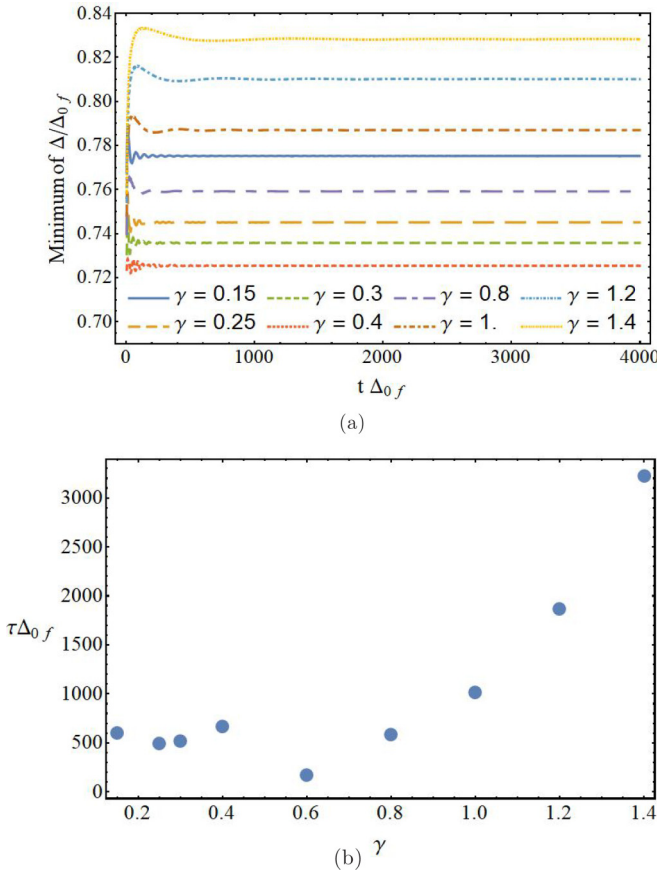 0.84
0.82
0.80
0.78
0.76
0.74
0.72
0.70
Minimum of Δ/Δ₀ f
γ = 0.15 γ = 0.3 γ = 0.8 γ = 1.2
γ = 0.25 γ = 0.4 γ = 1. γ = 1.4
0 1000 2000 3000 4000
t Δ₀ f
(a)
3000
2500
2000
1500
1000
500
0
τΔ₀ f
0.2 0.4 0.6 0.8 1.0 1.2 1.4
γ
(b)